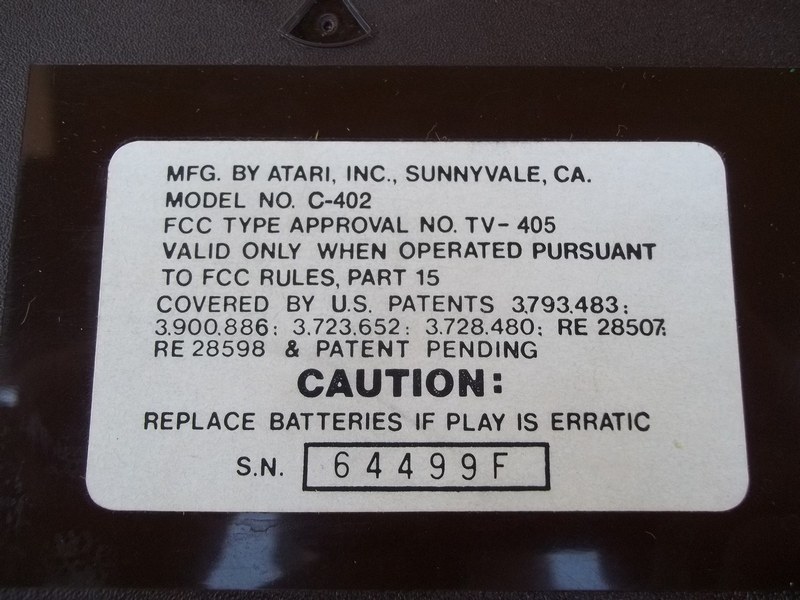 MFG. BY ATARI, INC., SUNNYVALE, CA.
MODEL NO. C-402
FCC TYPE APPROVAL NO. TV-405
VALID ONLY WHEN OPERATED PURSUANT
TO FCC RULES, PART 15
COVERED BY U.S. PATENTS 3,793,483;
3,900,886; 3,723,652; 3,728,480; RE 28507;
RE 28598 & PATENT PENDING
CAUTION:
REPLACE BATTERIES IF PLAY IS ERRATIC
S.N. 64499F